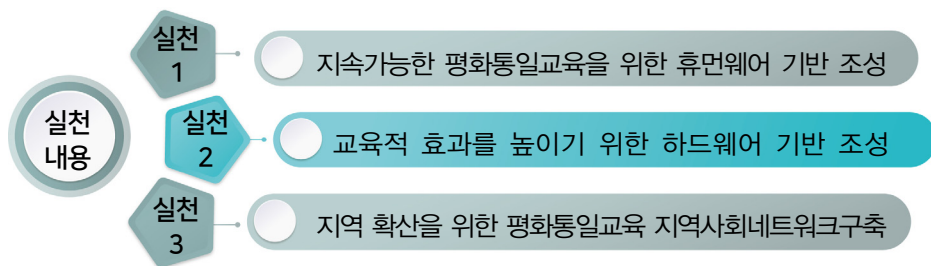 실천
내용
실천
1
지속가능한 평화통일교육을 위한 휴먼웨어 기반 조성
실천
2
교육적 효과를 높이기 위한 하드웨어 기반 조성
실천
3
지역 확산을 위한 평화통일교육 지역사회네트워크구축